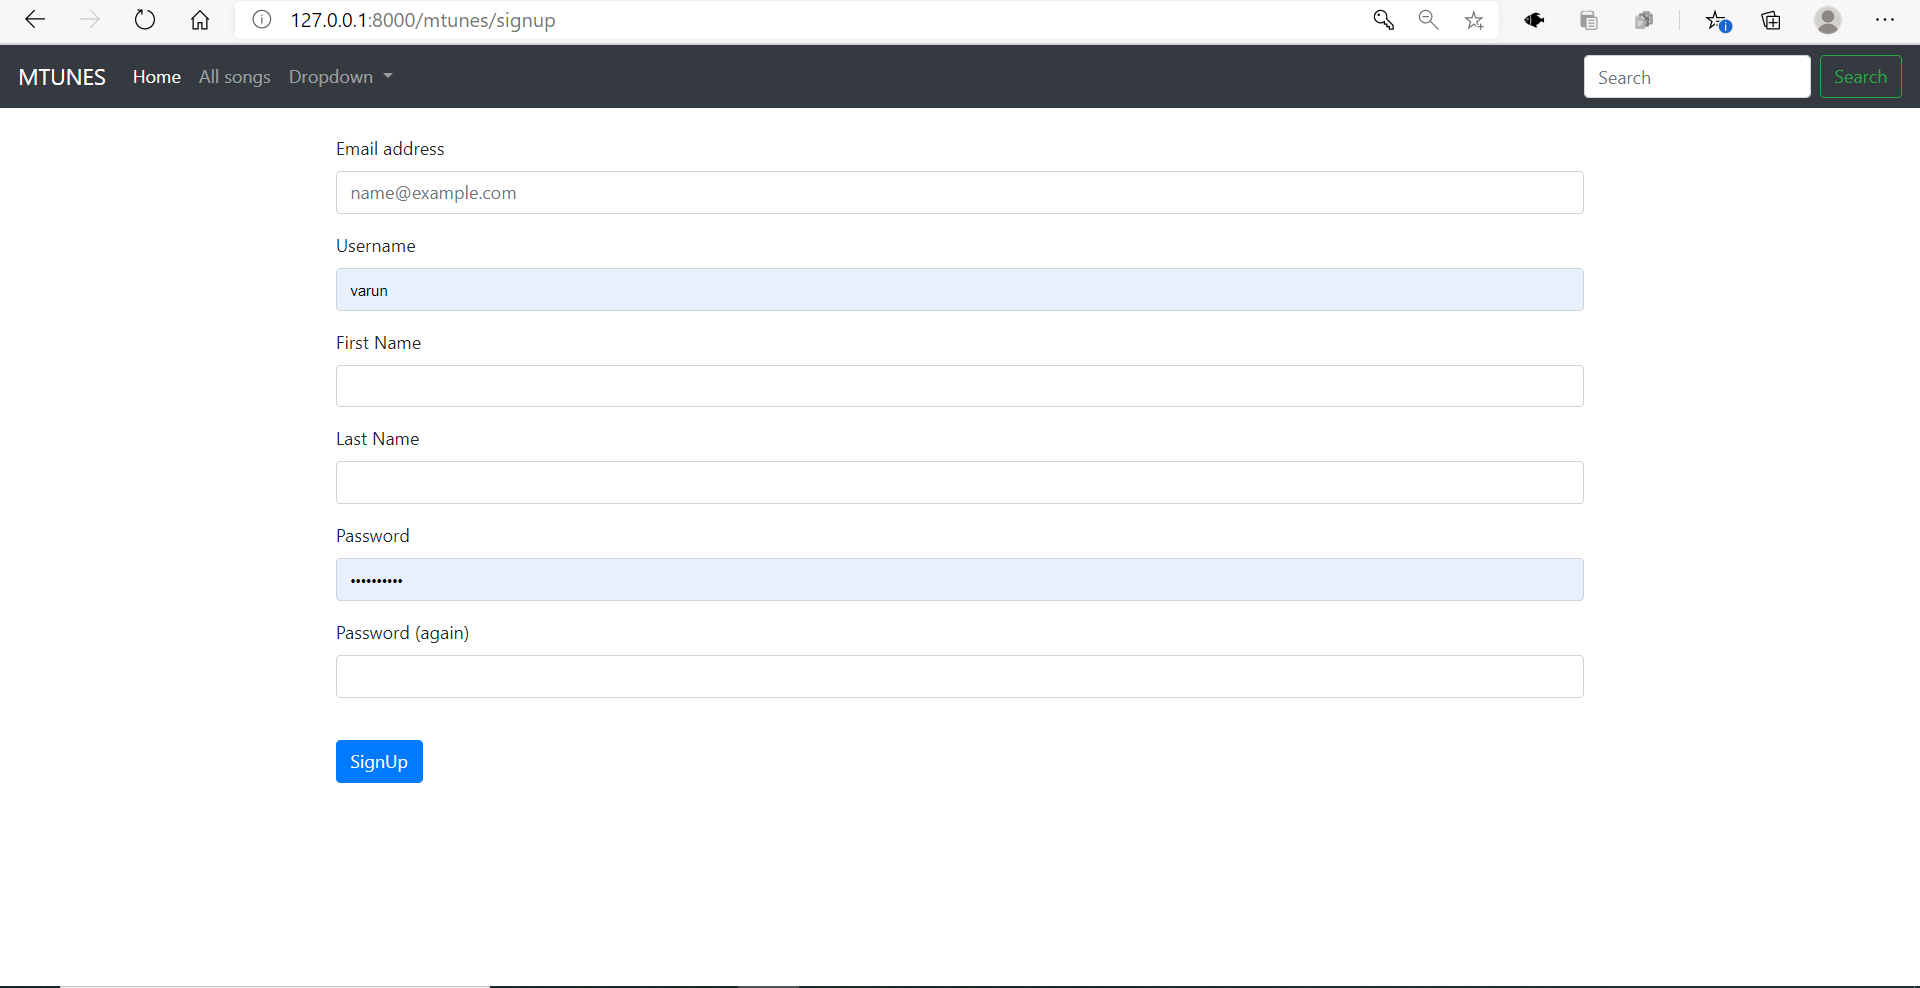 127.0.0.1:8000/mtunes/signup
MTUNES Home All songs Dropdown Search Search
Email address
name@example.com
Username
varun
First Name
Last Name
Password
••••••••••
Password (again)
SignUp